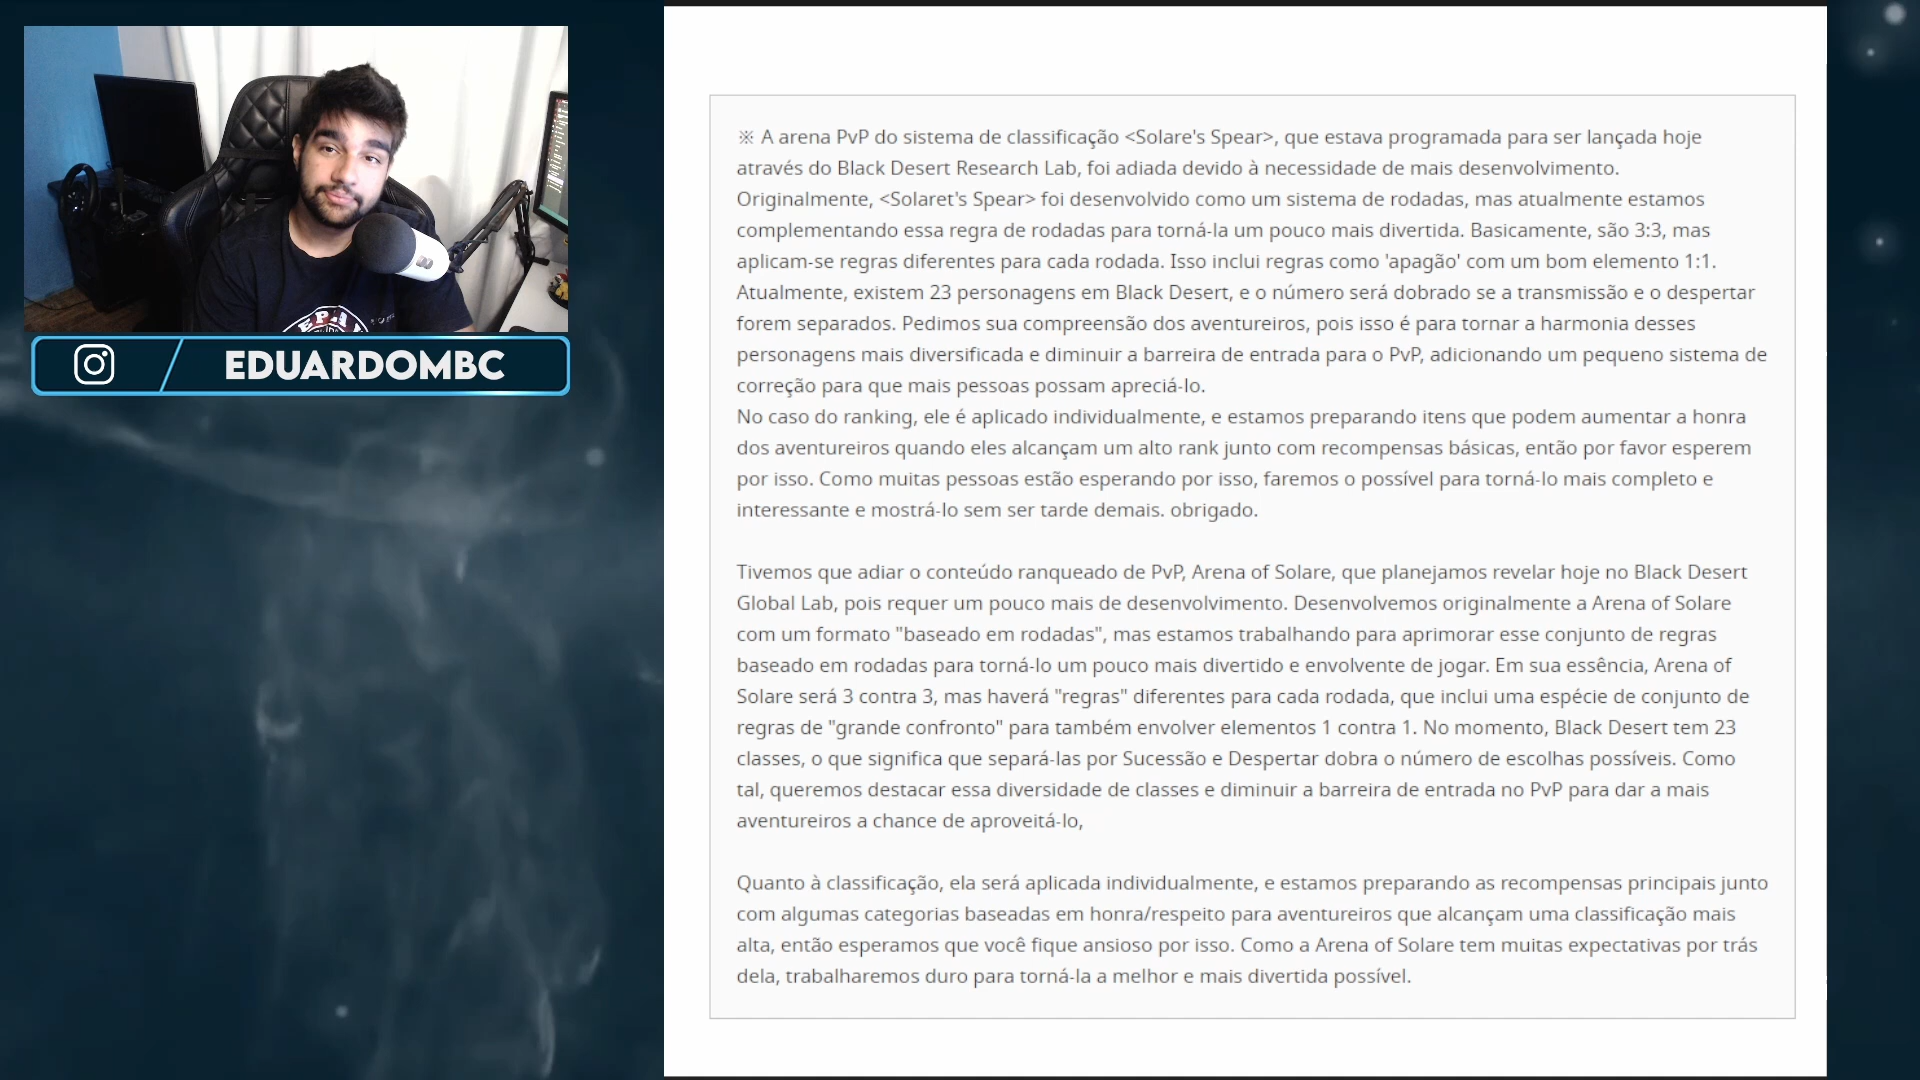 EDUARDOMBC
※ A arena PvP do sistema de classificação <Solare's Spear>, que estava programada para ser lançada hoje
através do Black Desert Research Lab, foi adiada devido à necessidade de mais desenvolvimento.
Originalmente, <Solaret's Spear> foi desenvolvido como um sistema de rodadas, mas atualmente estamos
complementando essa regra de rodadas para torná-la um pouco mais divertida. Basicamente, são 3:3, mas
aplicam-se regras diferentes para cada rodada. Isso inclui regras como 'apagão' com um bom elemento 1:1.
Atualmente, existem 23 personagens em Black Desert, e o número será dobrado se a transmissão e o despertar
forem separados. Pedimos sua compreensão dos aventureiros, pois isso é para tornar a harmonia desses
personagens mais diversificada e diminuir a barreira de entrada para o PvP, adicionando um pequeno sistema de
correção para que mais pessoas possam apreciá-lo.
No caso do ranking, ele é aplicado individualmente, e estamos preparando itens que podem aumentar a honra
dos aventureiros quando eles alcançam um alto rank junto com recompensas básicas, então por favor esperem
por isso. Como muitas pessoas estão esperando por isso, faremos o possível para torná-lo mais completo e
interessante e mostrá-lo sem ser tarde demais. obrigado.
Tivemos que adiar o conteúdo ranqueado de PvP, Arena of Solare, que planejamos revelar hoje no Black Desert
Global Lab, pois requer um pouco mais de desenvolvimento. Desenvolvemos originalmente a Arena of Solare
com um formato "baseado em rodadas", mas estamos trabalhando para aprimorar esse conjunto de regras
baseado em rodadas para torná-lo um pouco mais divertido e envolvente de jogar. Em sua essência, Arena of
Solare será 3 contra 3, mas haverá "regras" diferentes para cada rodada, que inclui uma espécie de conjunto de
regras de "grande confronto" para também envolver elementos 1 contra 1. No momento, Black Desert tem 23
classes, o que significa que separá-las por Sucessão e Despertar dobra o número de escolhas possíveis. Como
tal, queremos destacar essa diversidade de classes e diminuir a barreira de entrada no PvP para dar a mais
aventureiros a chance de aproveitá-lo,
Quanto à classificação, ela será aplicada individualmente, e estamos preparando as recompensas principais junto
com algumas categorias baseadas em honra/respeito para aventureiros que alcançam uma classificação mais
alta, então esperamos que você fique ansioso por isso. Como a Arena of Solare tem muitas expectativas por trás
dela, trabalharemos duro para torná-la a melhor e mais divertida possível.